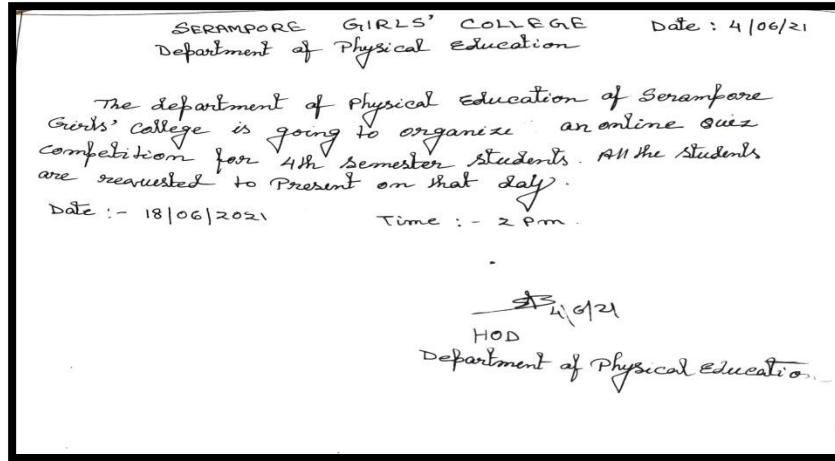 SERAMPORE GIRLS' COLLEGE Date : 4/06/21
Department of Physical Education
The department of Physical Education of Serampore
Girls' college is going to organize an online Quiz
competition for 4th semester students. All the students
are requested to Present on that day.
Date :- 18/06/2021 Time : - 2 Pm.
4/6/21
HOD
Department of Physical Education.